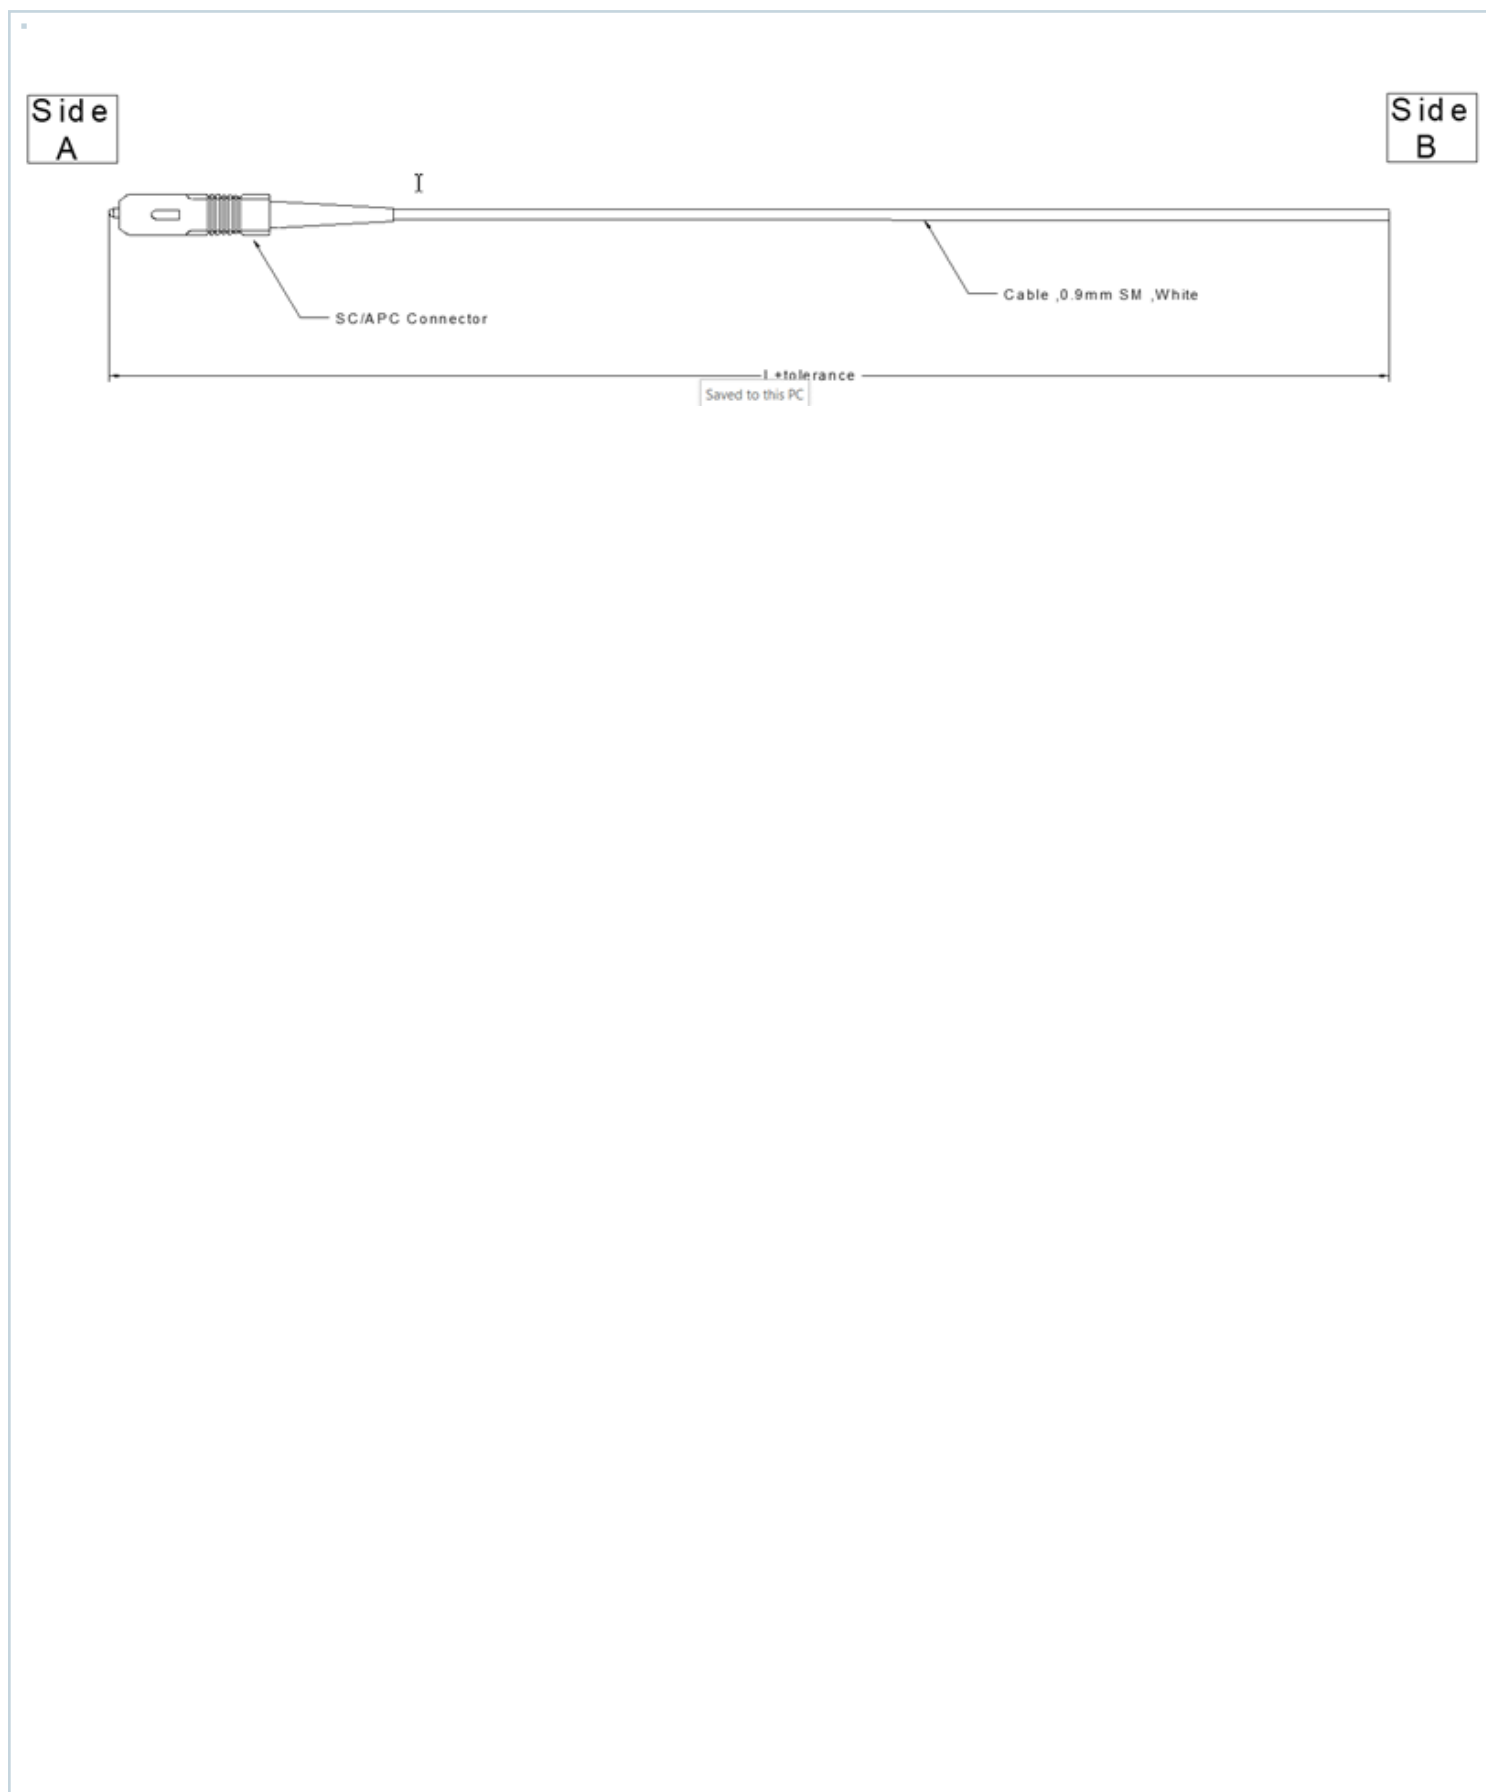 Side
A
Side
B
SC/APC Connector
Cable ,0.9mm SM ,White
L±tolerance
Saved to this PC